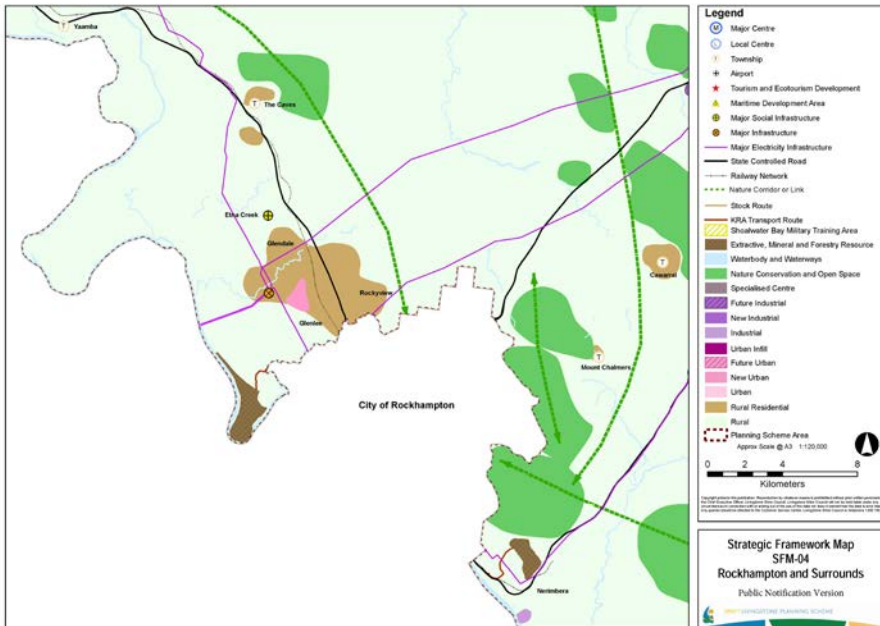 Yaamba
The Caves
Etna Creek
Glendale
Rockyview
Glenlee
Cawarral
Mount Chalmers
City of Rockhampton
Nerimbera
Legend
Major Centre
Local Centre
Township
Airport
Tourism and Ecotourism Development
Maritime Development Area
Major Social Infrastructure
Major Infrastructure
Major Electricity Infrastructure
State Controlled Road
Railway Network
Nature Corridor or Link
Stock Route
KRA Transport Route
Shoalwater Bay Military Training Area
Extractive, Mineral and Forestry Resource
Waterbody and Waterways
Nature Conservation and Open Space
Specialised Centre
Future Industrial
New Industrial
Industrial
Urban Infill
Future Urban
New Urban
Urban
Rural Residential
Rural
Planning Scheme Area
Approx Scale @ A3 1:120,000
0 2 4 8
Kilometers
Strategic Framework Map
SFM-04
Rockhampton and Surrounds
Public Notification Version
DRAFT LIVINGSTONE PLANNING SCHEME